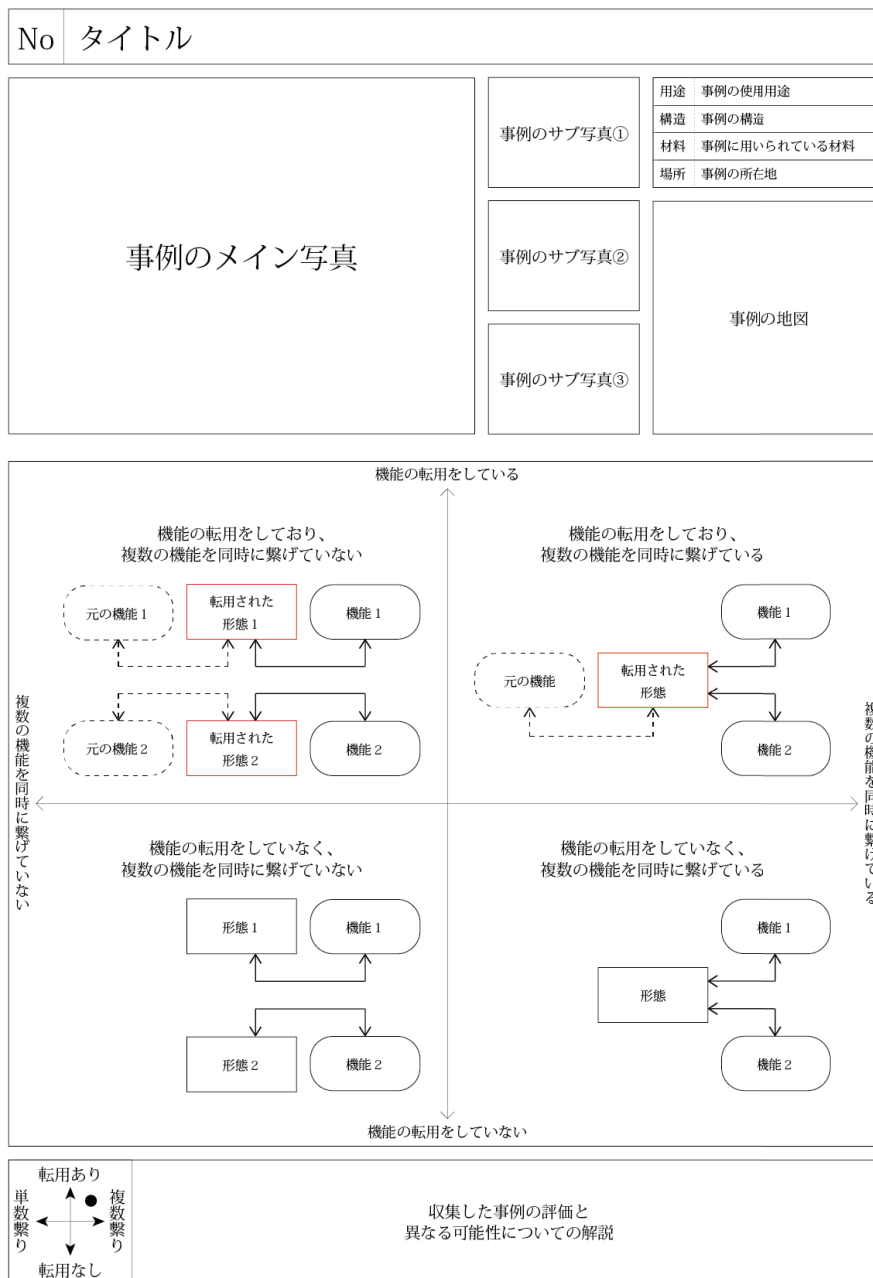 No タイトル
事例のメイン写真
事例のサブ写真①
事例のサブ写真②
事例のサブ写真③
用途 事例の使用用途
構造 事例の構造
材料 事例に用いられている材料
場所 事例の所在地
事例の地図
機能の転用をしている
機能の転用をしており、
複数の機能を同時に繋げていない
元の機能1
転用された
形態1
機能1
元の機能2
転用された
形態2
機能2
機能の転用をしており、
複数の機能を同時に繋げている
機能1
元の機能
転用された
形態
機能2
複数の機能を同時に繋げていない
複数の機能を同時に繋げている
機能の転用をしていなく、
複数の機能を同時に繋げていない
形態1
機能1
形態2
機能2
機能の転用をしていなく、
複数の機能を同時に繋げている
機能1
形態
機能2
機能の転用をしていない
転用あり
単数繋り
複数繋り
転用なし
収集した事例の評価と
異なる可能性についての解説